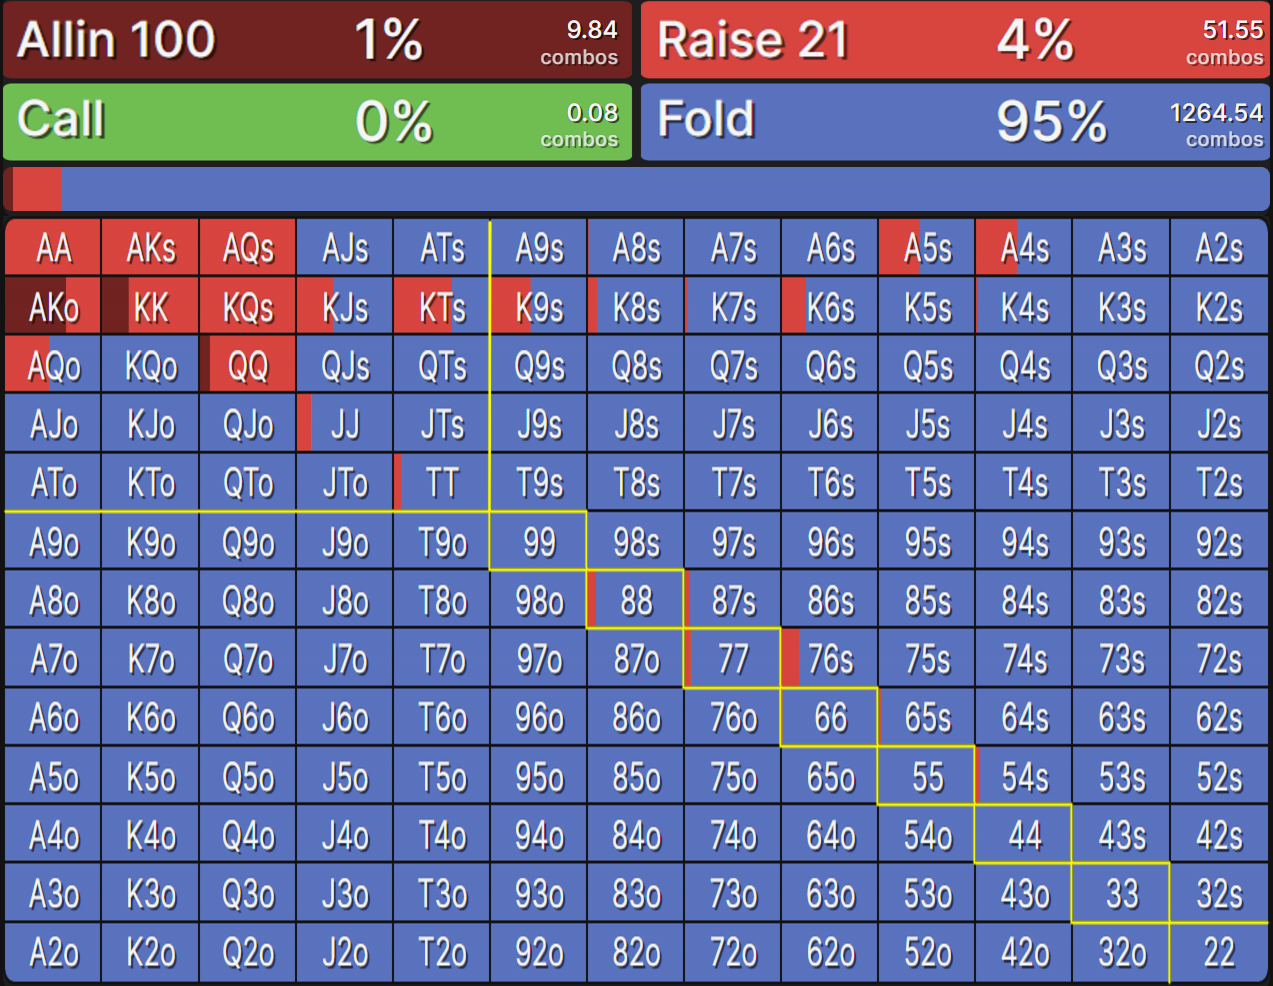 Allin 100 1% 9.84 combos
Raise 21 4% 51.55 combos
Call 0% 0.08 combos
Fold 95% 1264.54 combos
AA AKs AQs AJs ATs A9s A8s A7s A6s A5s A4s A3s A2s
AKo KK KQs KJs KTs K9s K8s K7s K6s K5s K4s K3s K2s
AQo KQo QQ QJs QTs Q9s Q8s Q7s Q6s Q5s Q4s Q3s Q2s
AJo KJo QJo JJ JTs J9s J8s J7s J6s J5s J4s J3s J2s
ATo KTo QTo JTo TT T9s T8s T7s T6s T5s T4s T3s T2s
A9o K9o Q9o J9o T9o 99 98s 97s 96s 95s 94s 93s 92s
A8o K8o Q8o J8o T8o 98o 88 87s 86s 85s 84s 83s 82s
A7o K7o Q7o J7o T7o 97o 87o 77 76s 75s 74s 73s 72s
A6o K6o Q6o J6o T6o 96o 86o 76o 66 65s 64s 63s 62s
A5o K5o Q5o J5o T5o 95o 85o 75o 65o 55 54s 53s 52s
A4o K4o Q4o J4o T4o 94o 84o 74o 64o 54o 44 43s 42s
A3o K3o Q3o J3o T3o 93o 83o 73o 63o 53o 43o 33 32s
A2o K2o Q2o J2o T2o 92o 82o 72o 62o 52o 42o 32o 22